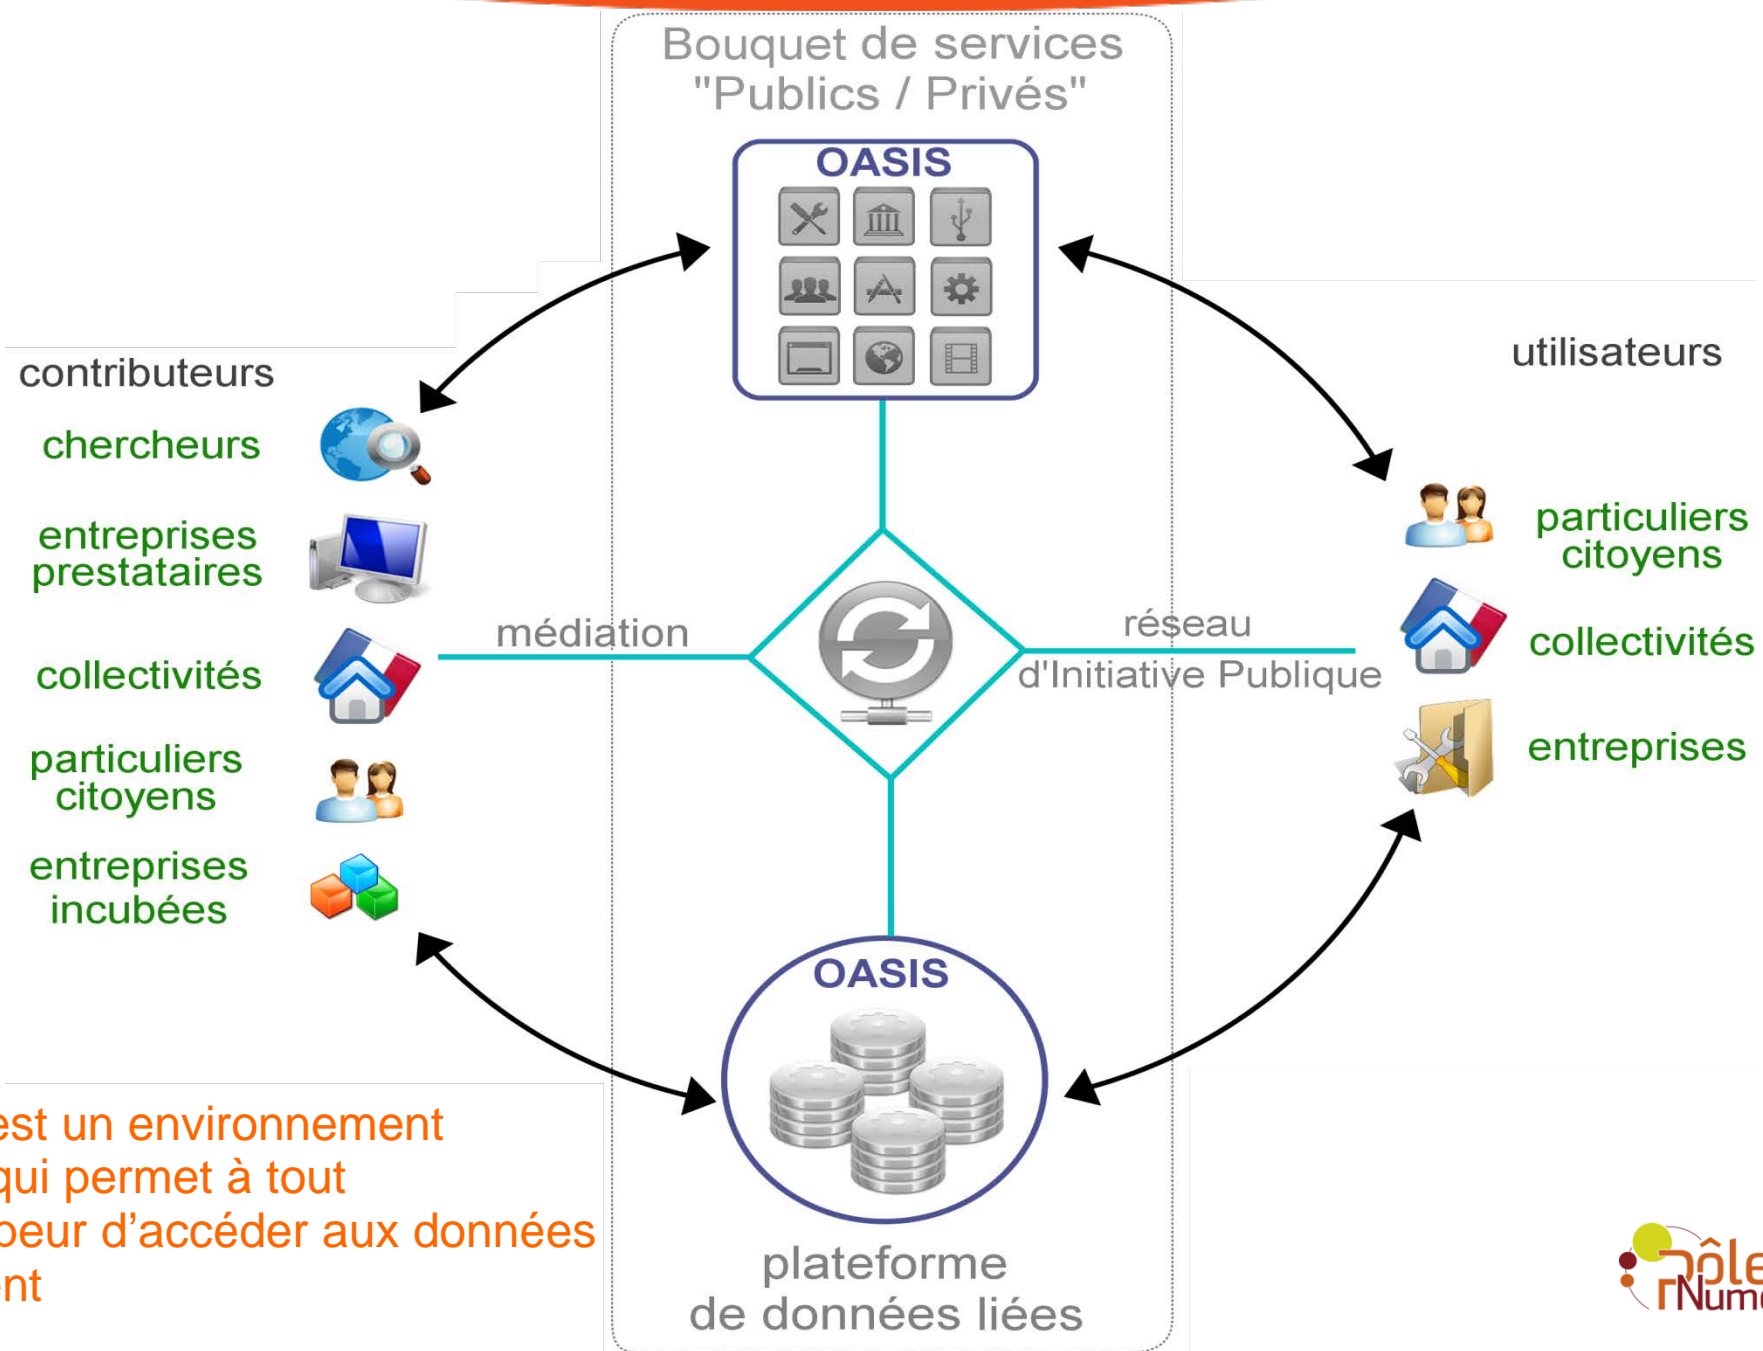 Bouquet de services
"Publics / Privés"
OASIS
contributeurs
chercheurs
entreprises
prestataires
collectivités
particuliers
citoyens
entreprises
incubées
médiation
réseau
d'Initiative Publique
utilisateurs
particuliers
citoyens
collectivités
entreprises
OASIS
plateforme
de données liées
est un environnement
qui permet à tout
d’accéder aux données